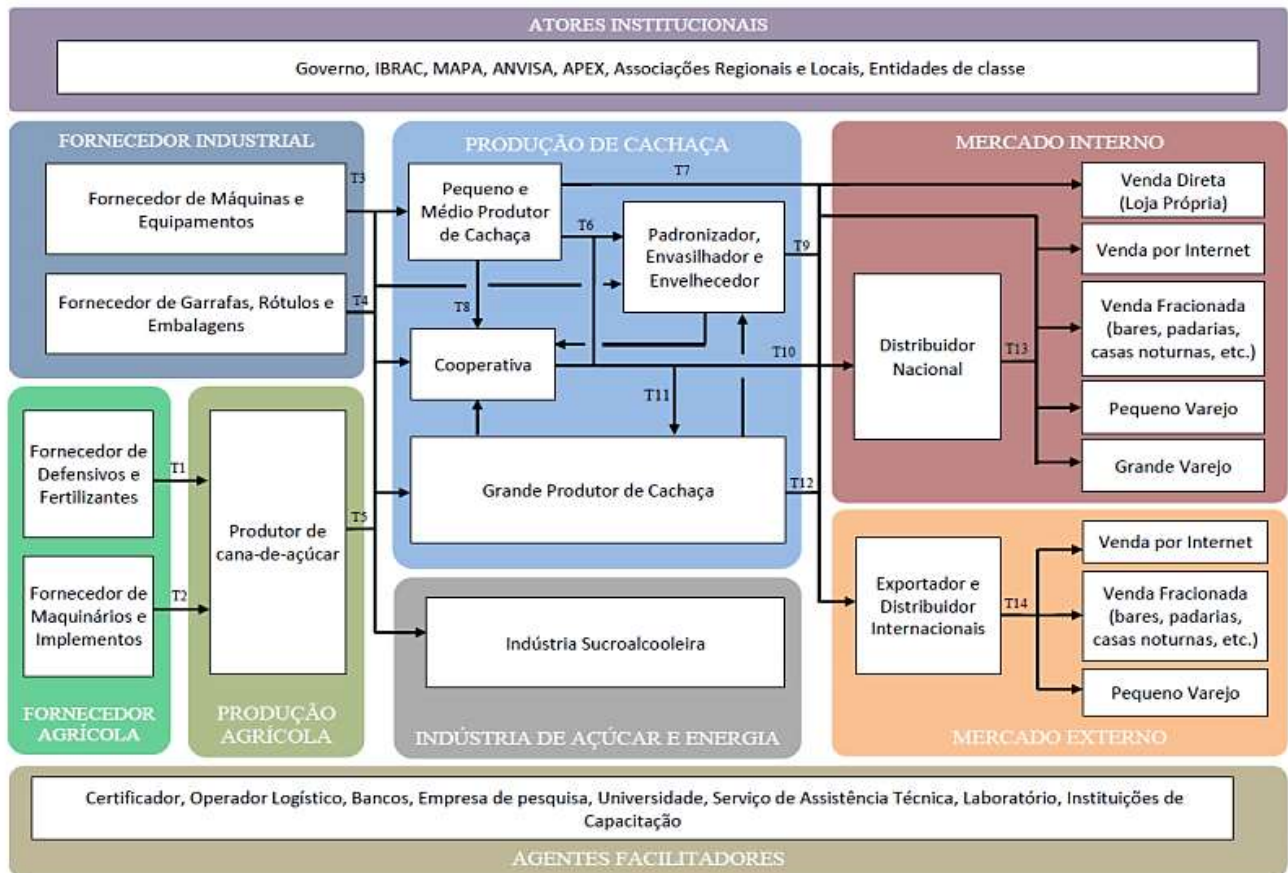 ATORES INSTITUCIONAIS
Governo, IBRAC, MAPA, ANVISA, APEX, Associações Regionais e Locais, Entidades de classe
FORNECEDOR INDUSTRIAL
Fornecedor de Máquinas e
Equipamentos
T3
Fornecedor de Garrafas, Rótulos e
Embalagens
T4
FORNECEDOR
AGRÍCOLA
Fornecedor de
Defensivos e
Fertilizantes
T1
Fornecedor de
Maquinários e
Implementos
T2
PRODUÇÃO
AGRÍCOLA
Produtor de
cana-de-açúcar
T5
PRODUÇÃO DE CACHAÇA
Pequeno e
Médio Produtor
de Cachaça
T7
T6
T8
Padronizador,
Envasilhador e
Envelhecedor
T9
Cooperativa
T10
T11
Grande Produtor de Cachaça
T12
Indústria Sucroalcooleira
INDÚSTRIA DE AÇÚCAR E ENERGIA
MERCADO INTERNO
Distribuidor
Nacional
T13
Venda Direta
(Loja Própria)
Venda por Internet
Venda Fracionada
(bares, padarias,
casas noturnas, etc.)
Pequeno Varejo
Grande Varejo
Exportador e
Distribuidor
Internacionais
T14
Venda por Internet
Venda Fracionada
(bares, padarias,
casas noturnas, etc.)
Pequeno Varejo
MERCADO EXTERNO
Certificador, Operador Logístico, Bancos, Empresa de pesquisa, Universidade, Serviço de Assistência Técnica, Laboratório, Instituições de
Capacitação
AGENTES FACILITADORES